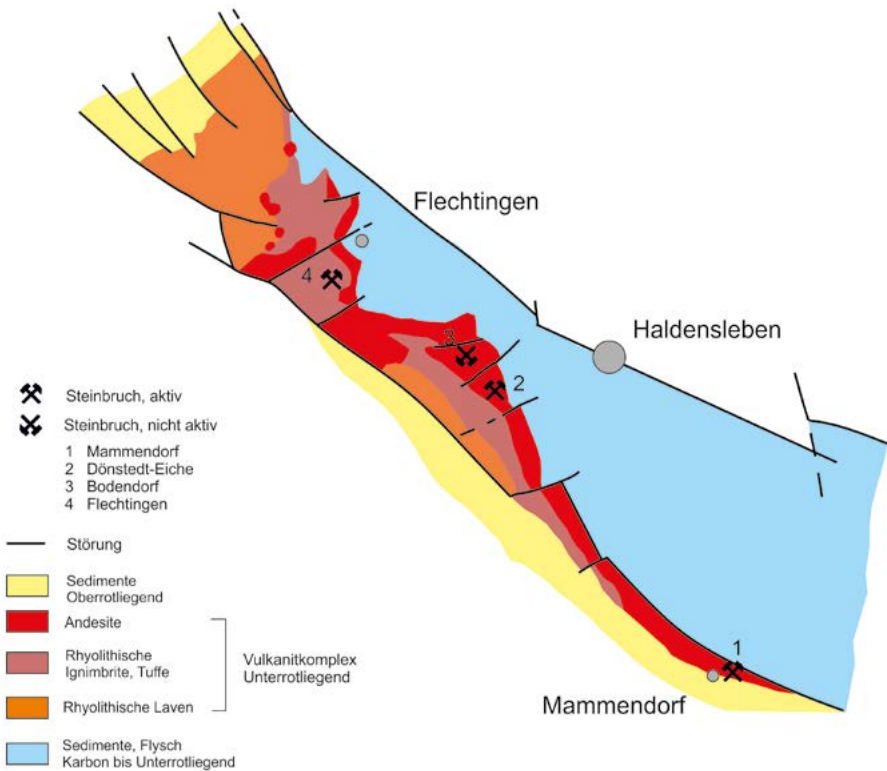 Flechtingen
4
Haldensleben
3
2
Steinbruch, aktiv
Steinbruch, nicht aktiv
1 Mammendorf
2 Dönstedt-Eiche
3 Bodendorf
4 Flechtingen
Störung
Sedimente
Oberrotliegend
Andesite
Rhyolithische
Ignimbrite, Tuffe
Vulkanitkomplex
Unterrotliegend
Rhyolithische Laven
Sedimente, Flysch
Karbon bis Unterrotliegend
1
Mammendorf